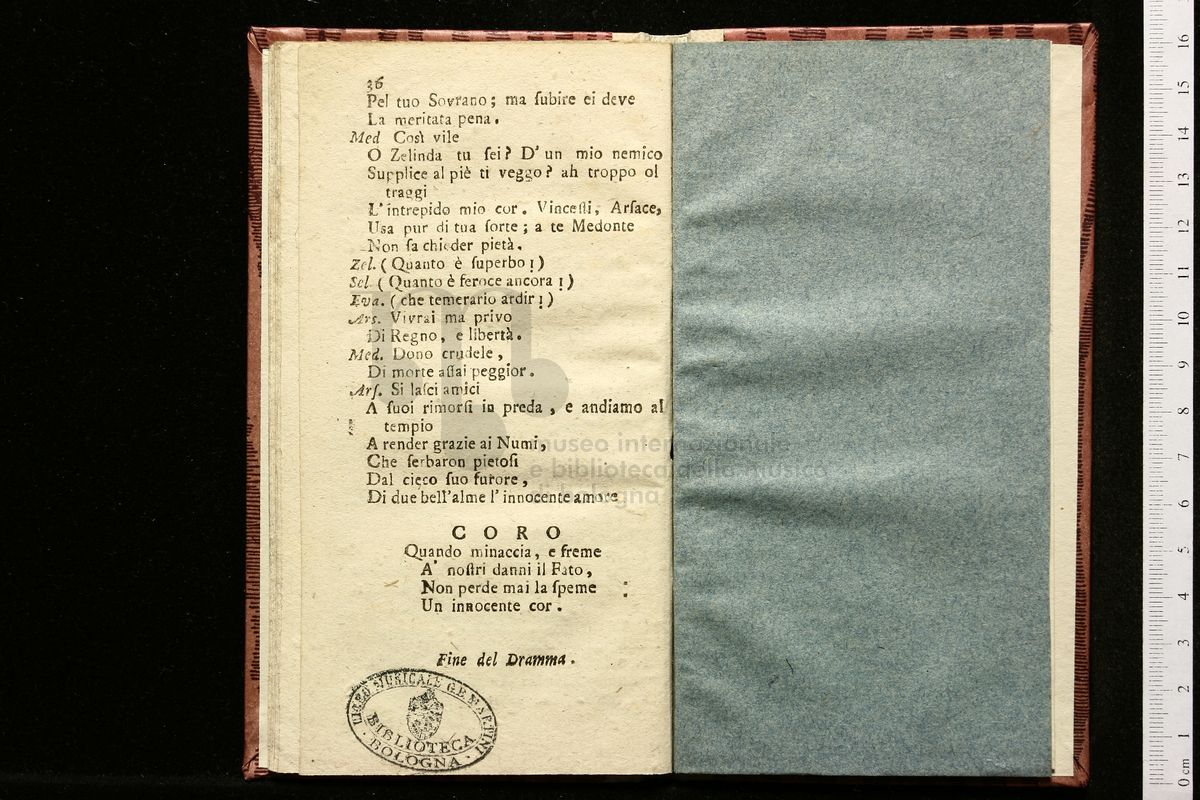 36
Pel tuo Sovrano; ma ſubire ei deve
La meritata pena.
Med Così vile
O Zelinda tu ſei? D'un mio nemico
Supplice al piè ti veggo? ah troppo ol
traggi
L'intrepido mio cor. Vinceſti, Arſace,
Uſa pur di tua ſorte; a te Medonte
Non ſa chieder pietà.
Zel. (Quanto è ſuperbo!)
Sel. (Quanto è feroce ancora!)
Eva. (che temerario ardir!)
Ars. Vivrai ma privo
Di Regno, e libertà.
Med. Dono crudele,
Di morte aſſai peggior.
Arſ. Si laſci amici
A ſuoi rimorſi in preda, e andiamo al
tempio
A render grazie ai Numi,
Che ſerbaron pietoſi
Dal cieco ſuo furore,
Di due bell'alme l'innocente amore
CORO
Quando minaccia, e freme
A' noſtri danni il Fato,
Non perde mai la ſpeme
Un innocente cor.
Fine del Dramma.
LICEO MUSICALE G.B. MARTINI
BIBLIOTECA
· BOLOGNA ·
museo internazionale
e biblioteca della musica
di bologna
0 cm 1 2 3 4 5 6 7 8 9 10 11 12 13 14 15 16